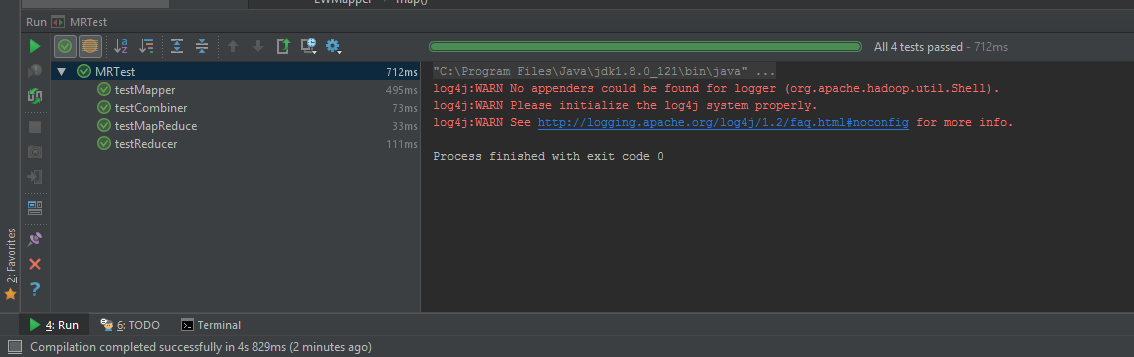 LWMapper map()
Run MRTest
All 4 tests passed - 712ms
MRTest 712ms
testMapper 495ms
testCombiner 73ms
testMapReduce 33ms
testReducer 111ms
"C:\Program Files\Java\jdk1.8.0_121\bin\java" ...
log4j:WARN No appenders could be found for logger (org.apache.hadoop.util.Shell).
log4j:WARN Please initialize the log4j system properly.
log4j:WARN See http://logging.apache.org/log4j/1.2/faq.html#noconfig for more info.
Process finished with exit code 0
2: Favorites
4: Run 6: TODO Terminal
Compilation completed successfully in 4s 829ms (2 minutes ago)